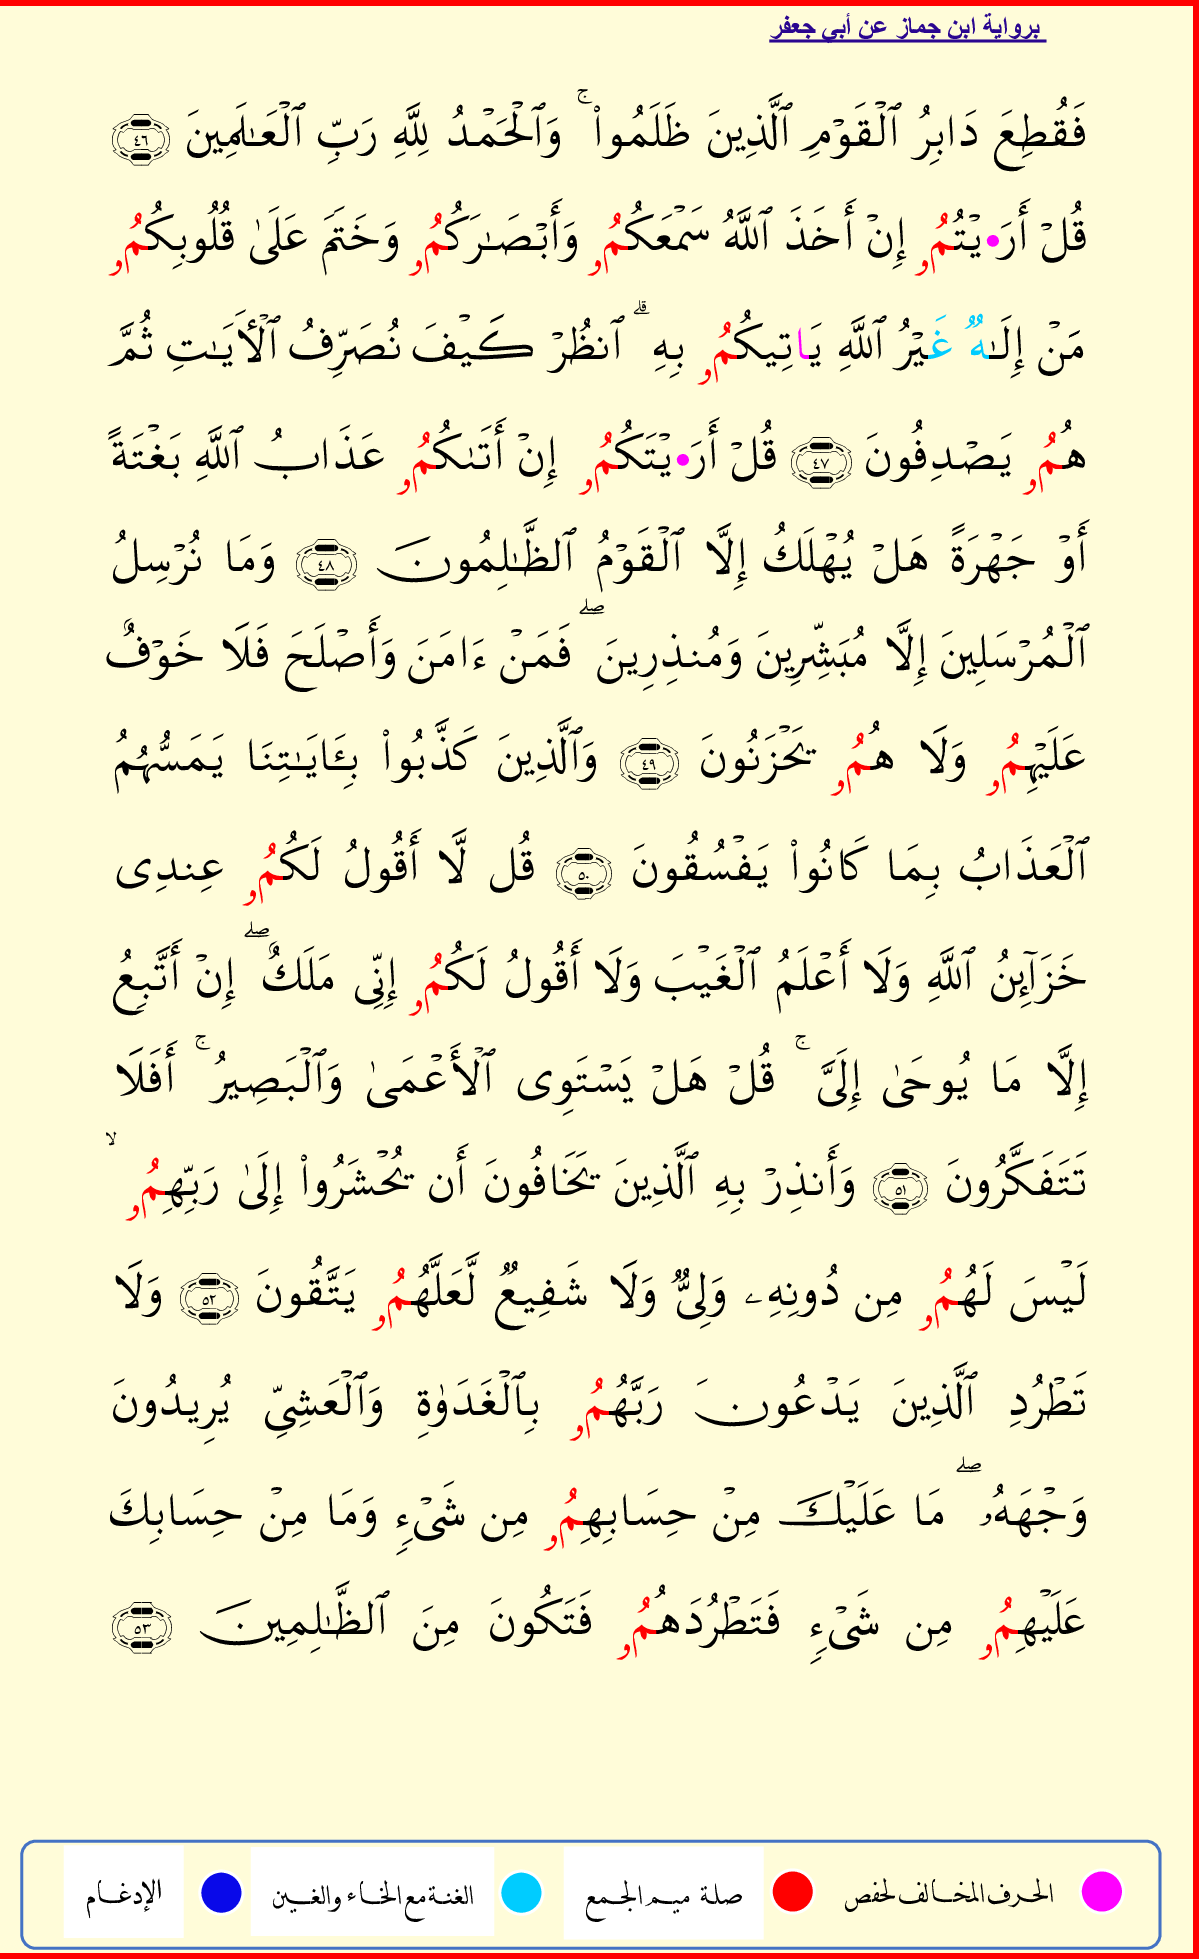 برواية ابن جماز عن أبي جعفر
فَقُطِعَ دَابِرُ ٱلْقَوْمِ ٱلَّذِينَ ظَلَمُواْۚ وَٱلْحَمْدُ لِلَّهِ رَبِّ ٱلْعَـٰلَمِينَ ٤٦
قُلْ أَرَ•يْتُمُو إِنْ أَخَذَ ٱللَّهُ سَمْعَكُمُو وَأَبْصَـٰرَكُمُو وَخَتَمَ عَلَىٰ قُلُوبِكُمُو
مَنْ إِلَـٰهٌ غَيْرُ ٱللَّهِ يَاتِيكُمُو بِهِۗ ٱنظُرْ كَيْفَ نُصَرِّفُ ٱلْأَيَـٰتِ ثُمَّ
هُمُو يَصْدِفُونَ ٤٧ قُلْ أَرَ•يْتَكُمُو إِنْ أَتَىٰكُمُو عَذَابُ ٱللَّهِ بَغْتَةً
أَوْ جَهْرَةً هَلْ يُهْلَكُ إِلَّا ٱلْقَوْمُ ٱلظَّـٰلِمُونَ ٤٨ وَمَا نُرْسِلُ
ٱلْمُرْسَلِينَ إِلَّا مُبَشِّرِينَ وَمُنذِرِينَۖ فَمَنْ ءَامَنَ وَأَصْلَحَ فَلَا خَوْفٌ
عَلَيْهِمُو وَلَا هُمُو يَحْزَنُونَ ٤٩ وَٱلَّذِينَ كَذَّبُواْ بِـَٔايَـٰتِنَا يَمَسُّهُمُ
ٱلْعَذَابُ بِمَا كَانُواْ يَفْسُقُونَ ٥٠ قُل لَّا أَقُولُ لَكُمُو عِندِى
خَزَآئِنُ ٱللَّهِ وَلَا أَعْلَمُ ٱلْغَيْبَ وَلَا أَقُولُ لَكُمُو إِنِّى مَلَكٌۖ إِنْ أَتَّبِعُ
إِلَّا مَا يُوحَىٰ إِلَىَّۚ قُلْ هَلْ يَسْتَوِى ٱلْأَعْمَىٰ وَٱلْبَصِيرُۚ أَفَلَا
تَتَفَكَّرُونَ ٥١ وَأَنذِرْ بِهِ ٱلَّذِينَ يَخَافُونَ أَن يُحْشَرُواْ إِلَىٰ رَبِّهِمُوۙ
لَيْسَ لَهُمُو مِن دُونِهِۦ وَلِىٌّ وَلَا شَفِيعٌ لَّعَلَّهُمُو يَتَّقُونَ ٥٢ وَلَا
تَطْرُدِ ٱلَّذِينَ يَدْعُونَ رَبَّهُمُو بِٱلْغَدَوٰةِ وَٱلْعَشِىِّ يُرِيدُونَ
وَجْهَهُۥۖ مَا عَلَيْكَ مِنْ حِسَابِهِمُو مِن شَىْءٍ وَمَا مِنْ حِسَابِكَ
عَلَيْهِمُو مِن شَىْءٍ فَتَطْرُدَهُمُو فَتَكُونَ مِنَ ٱلظَّـٰلِمِينَ ٥٣
الحرف المخالف لحفص صلة ميم الجمع الغنة مع الخاء والغين الإدغام